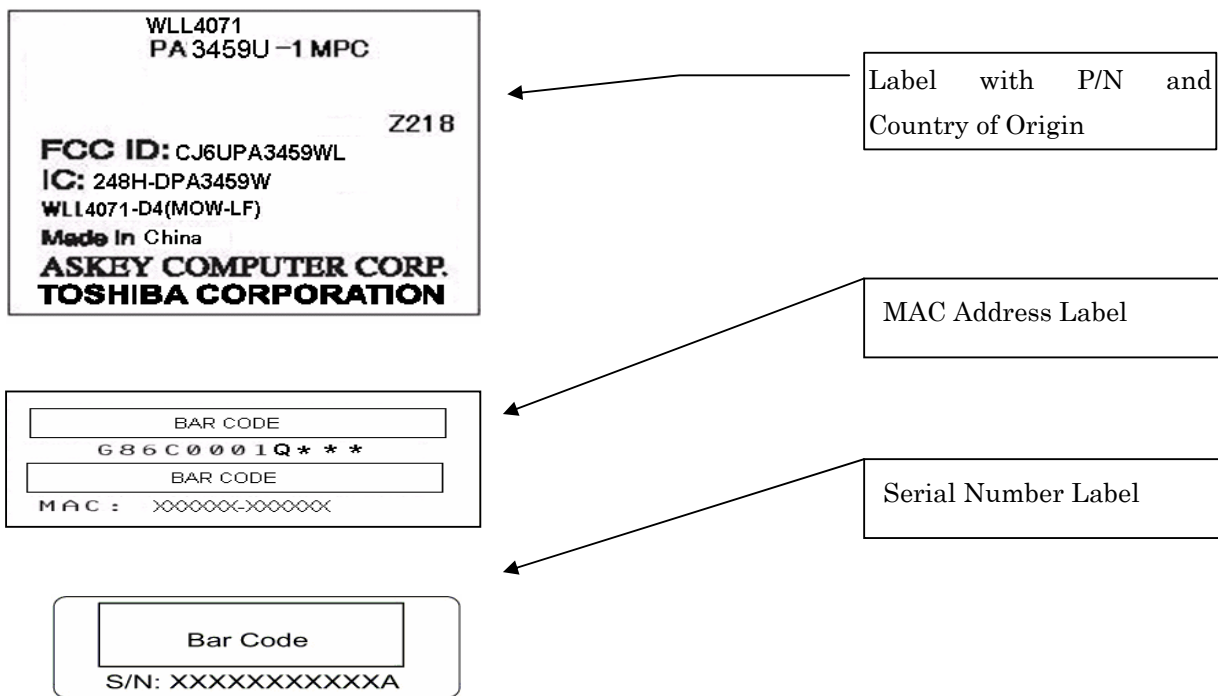 WLL4071
PA 3459U-1 MPC
Z218
FCC ID: CJ6UPA3459WL
IC: 248H-DPA3459W
WLL4071-D4(MOW-LF)
Made In China
ASKEY COMPUTER CORP.
TOSHIBA CORPORATION
Label with P/N and
Country of Origin
MAC Address Label
BAR CODE
G86C0001Q***
BAR CODE
MAC: XXXXXX-XXXXXX
Serial Number Label
Bar Code
S/N: XXXXXXXXXXXA